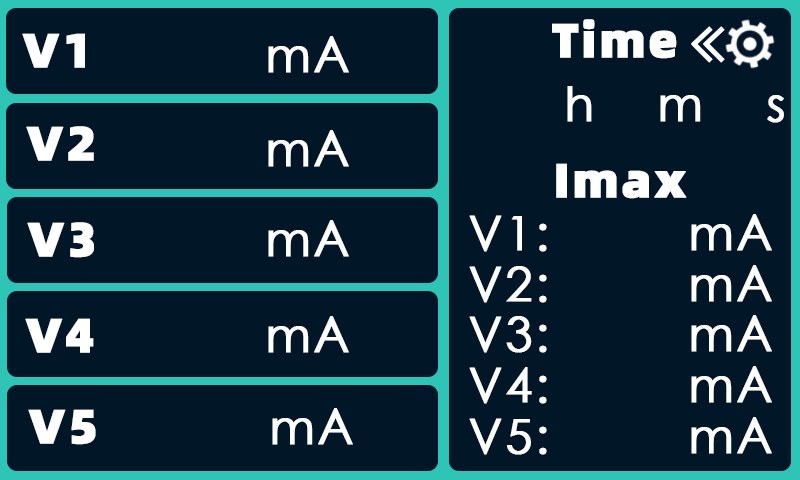 V1 mA
V2 mA
V3 mA
V4 mA
V5 mA
Time
h m s
Imax
V1: mA
V2: mA
V3: mA
V4: mA
V5: mA